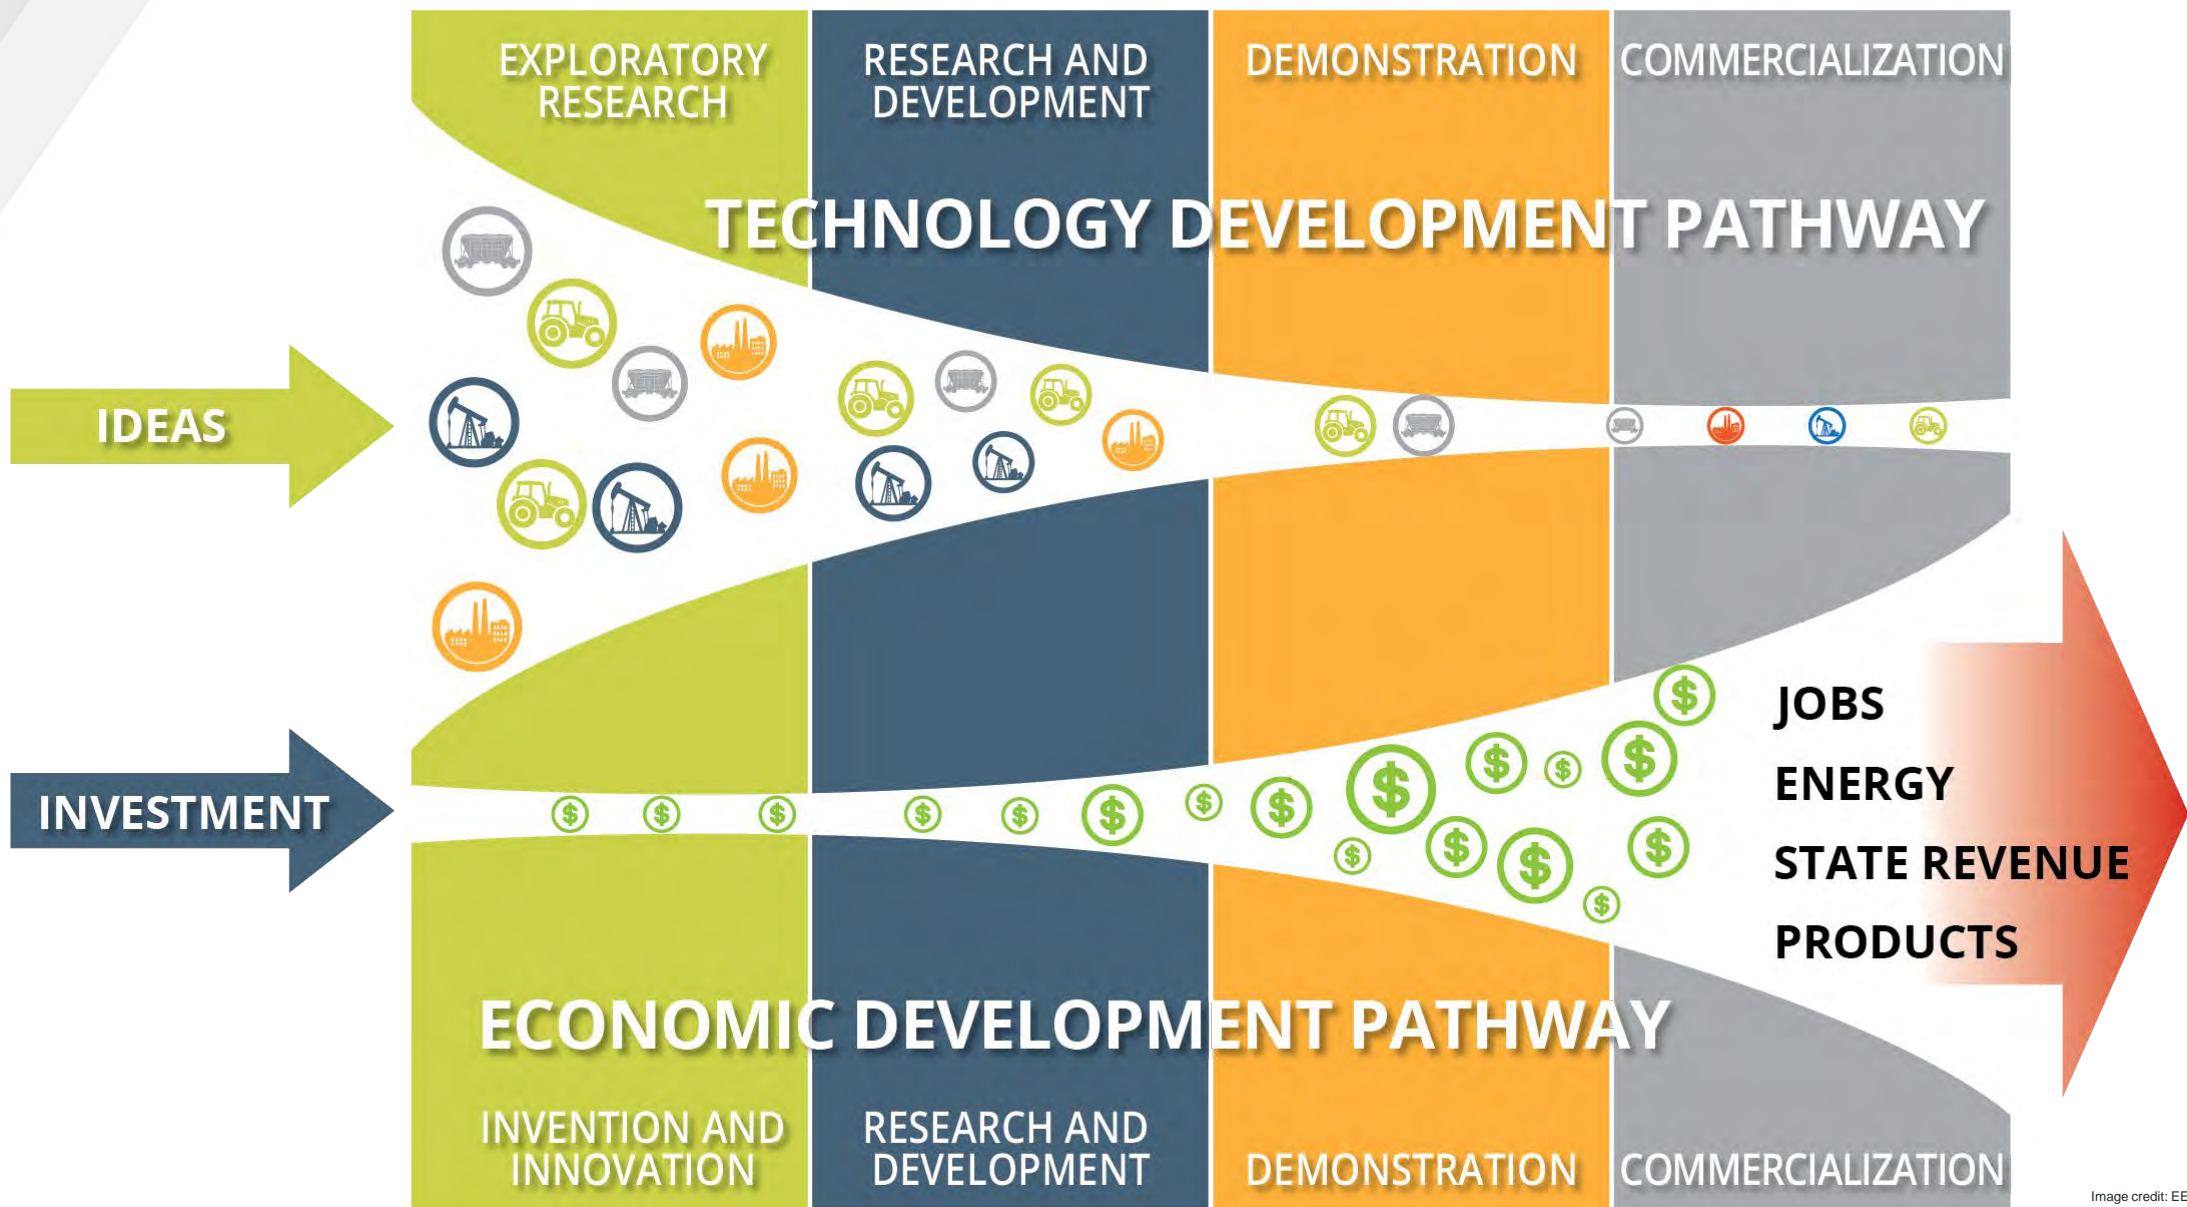 EXPLORATORY
RESEARCH
RESEARCH AND
DEVELOPMENT
DEMONSTRATION
COMMERCIALIZATION
TECHNOLOGY DEVELOPMENT PATHWAY
IDEAS
INVESTMENT
JOBS
ENERGY
STATE REVENUE
PRODUCTS
ECONOMIC DEVELOPMENT PATHWAY
INVENTION AND
INNOVATION
RESEARCH AND
DEVELOPMENT
DEMONSTRATION
COMMERCIALIZATION
Image credit: